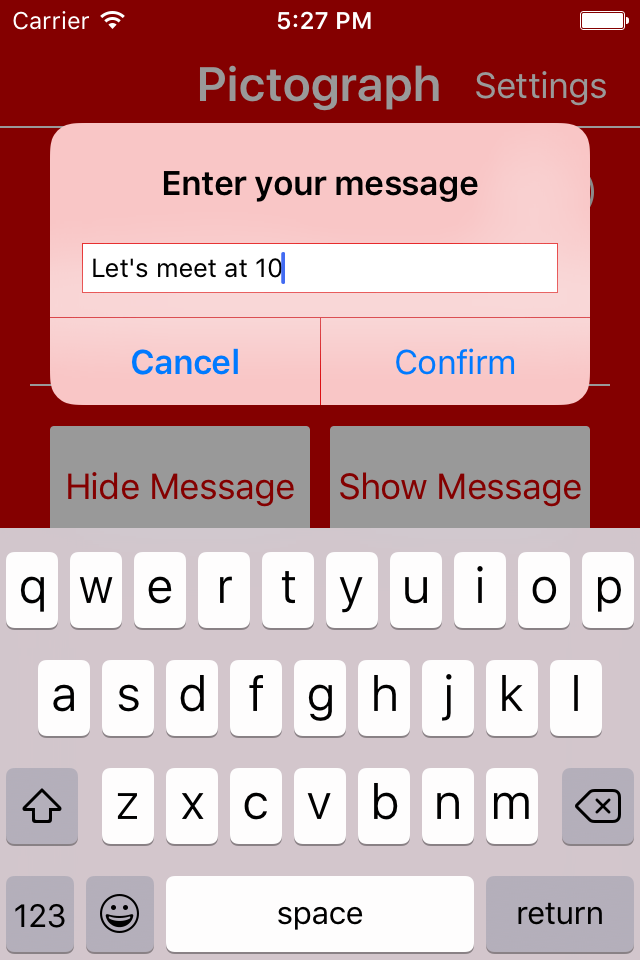 Carrier 5:27 PM
Pictograph Settings
Enter your message
Let's meet at 10
Cancel Confirm
Hide Message Show Message
q w e r t y u i o p
a s d f g h j k l
z x c v b n m
123 space return